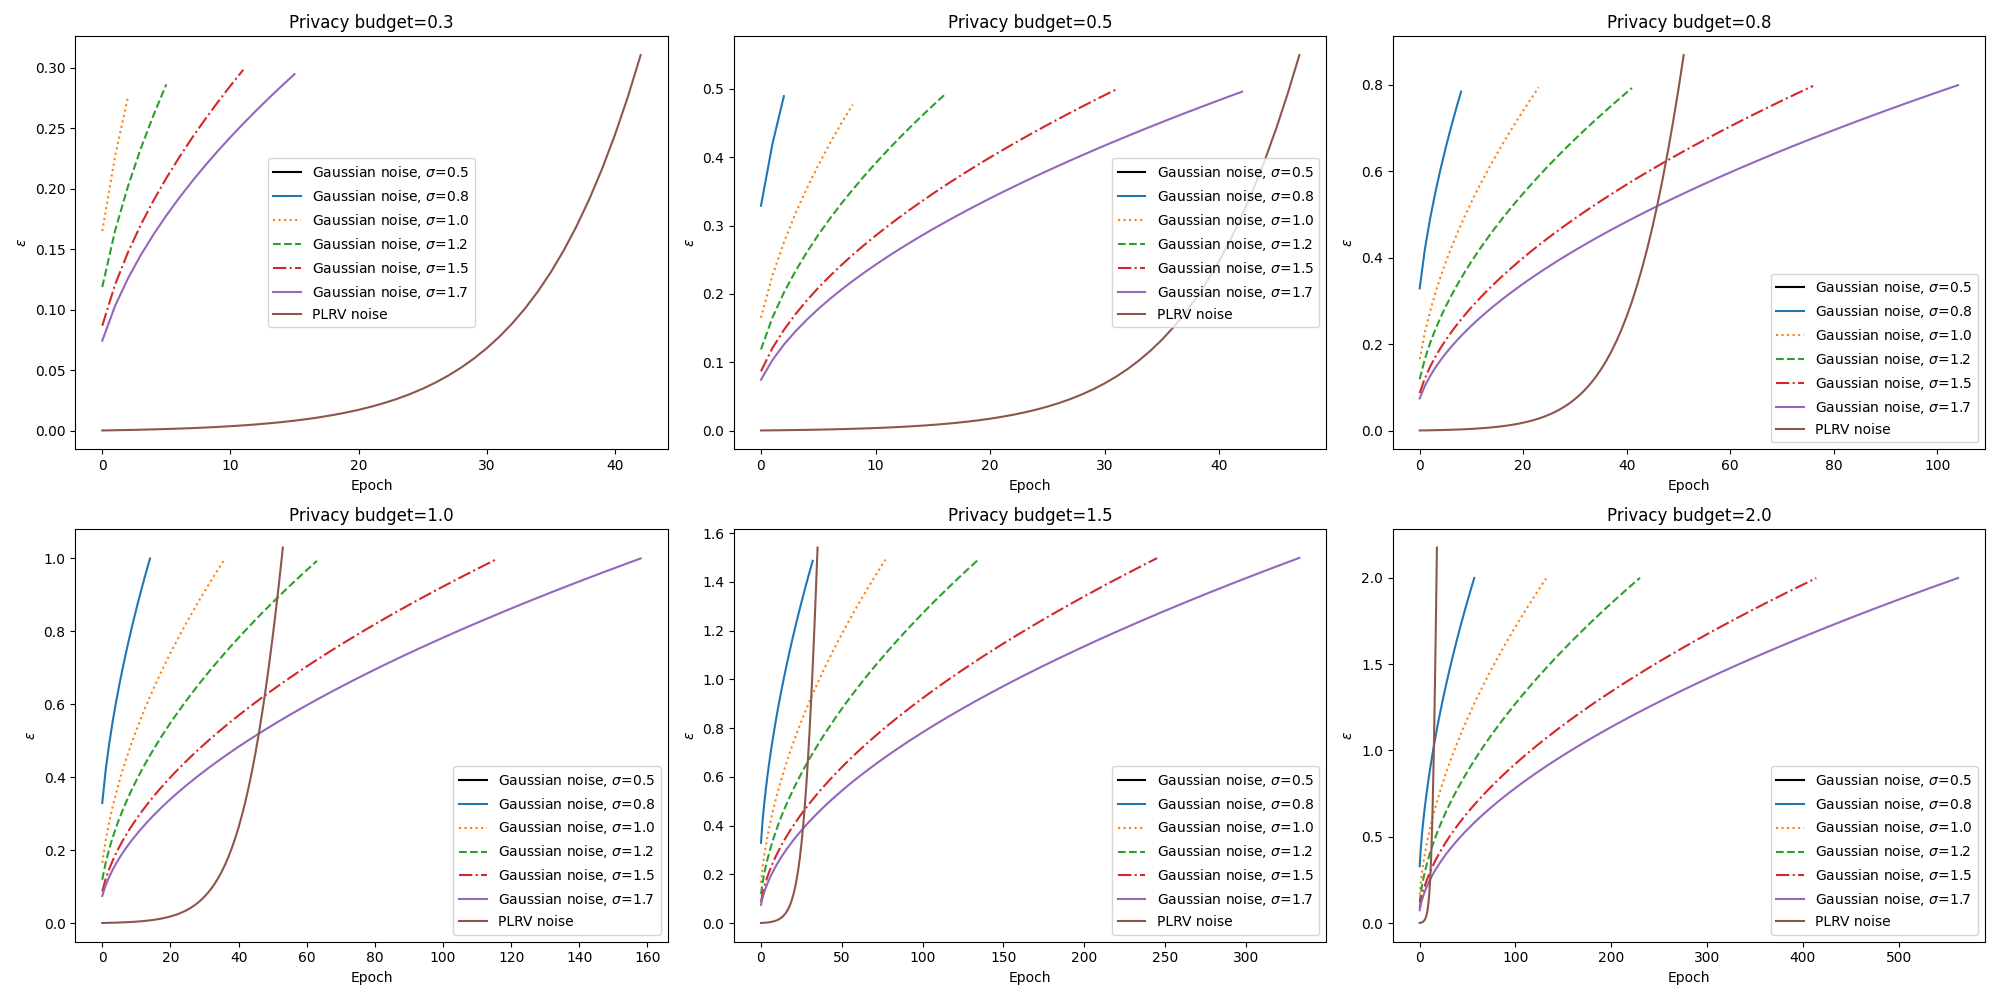 Privacy budget=0.3
0.30
0.25
0.20
0.15
0.10
0.05
0.00
ε
Gaussian noise, σ=0.5
Gaussian noise, σ=0.8
Gaussian noise, σ=1.0
Gaussian noise, σ=1.2
Gaussian noise, σ=1.5
Gaussian noise, σ=1.7
PLRV noise
0 10 20 30 40
Epoch
Privacy budget=0.5
0.5
0.4
0.3
0.2
0.1
0.0
ε
Gaussian noise, σ=0.5
Gaussian noise, σ=0.8
Gaussian noise, σ=1.0
Gaussian noise, σ=1.2
Gaussian noise, σ=1.5
Gaussian noise, σ=1.7
PLRV noise
0 10 20 30 40
Epoch
Privacy budget=0.8
0.8
0.6
0.4
0.2
0.0
ε
Gaussian noise, σ=0.5
Gaussian noise, σ=0.8
Gaussian noise, σ=1.0
Gaussian noise, σ=1.2
Gaussian noise, σ=1.5
Gaussian noise, σ=1.7
PLRV noise
0 20 40 60 80 100
Epoch
Privacy budget=1.0
1.0
0.8
0.6
0.4
0.2
0.0
ε
Gaussian noise, σ=0.5
Gaussian noise, σ=0.8
Gaussian noise, σ=1.0
Gaussian noise, σ=1.2
Gaussian noise, σ=1.5
Gaussian noise, σ=1.7
PLRV noise
0 20 40 60 80 100 120 140 160
Epoch
Privacy budget=1.5
1.6
1.4
1.2
1.0
0.8
0.6
0.4
0.2
0.0
ε
Gaussian noise, σ=0.5
Gaussian noise, σ=0.8
Gaussian noise, σ=1.0
Gaussian noise, σ=1.2
Gaussian noise, σ=1.5
Gaussian noise, σ=1.7
PLRV noise
0 50 100 150 200 250 300
Epoch
Privacy budget=2.0
2.0
1.5
1.0
0.5
0.0
ε
Gaussian noise, σ=0.5
Gaussian noise, σ=0.8
Gaussian noise, σ=1.0
Gaussian noise, σ=1.2
Gaussian noise, σ=1.5
Gaussian noise, σ=1.7
PLRV noise
0 100 200 300 400 500
Epoch